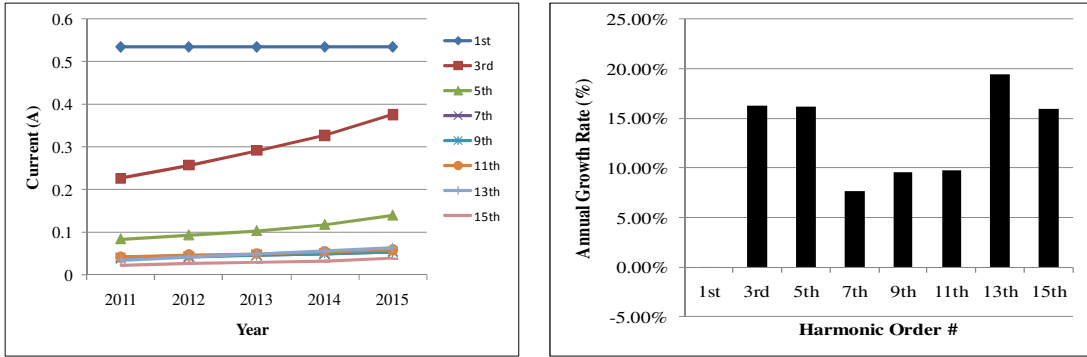 0.6
0.5
0.4
0.3
0.2
0.1
0
Current (A)
2011 2012 2013 2014 2015
Year
1st
3rd
5th
7th
9th
11th
13th
15th
25.00%
20.00%
15.00%
10.00%
5.00%
0.00%
-5.00%
Annual Growth Rate (%)
1st 3rd 5th 7th 9th 11th 13th 15th
Harmonic Order #